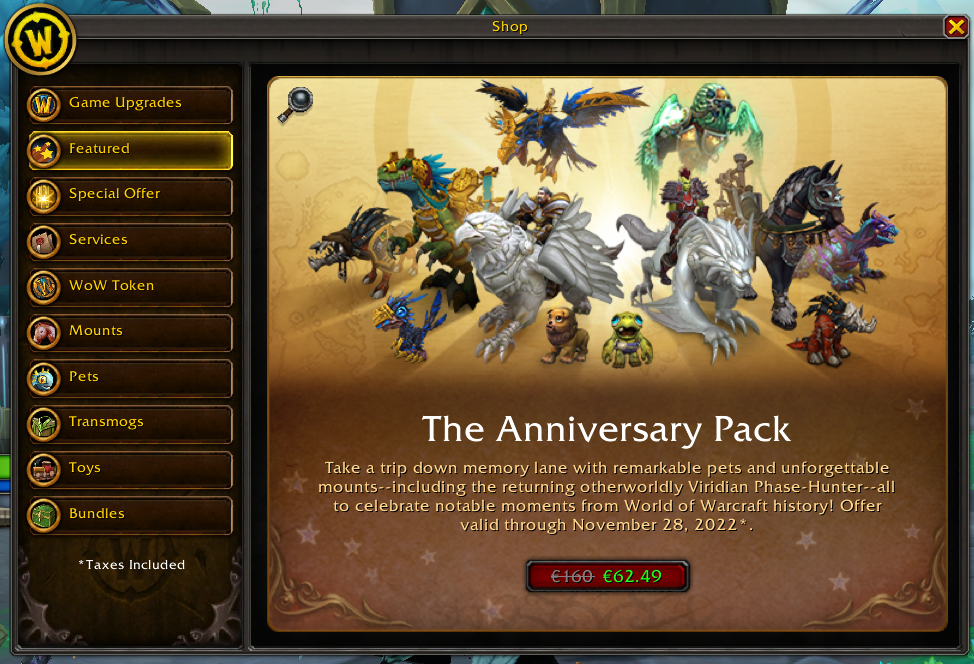 Shop
Game Upgrades
Featured
Special Offer
Services
WoW Token
Mounts
Pets
Transmogs
Toys
Bundles
*Taxes Included
The Anniversary Pack
Take a trip down memory lane with remarkable pets and unforgettable
mounts--including the returning otherworldly Viridian Phase-Hunter--all
to celebrate notable moments from World of Warcraft history! Offer
valid through November 28, 2022*.
€160 €62.49